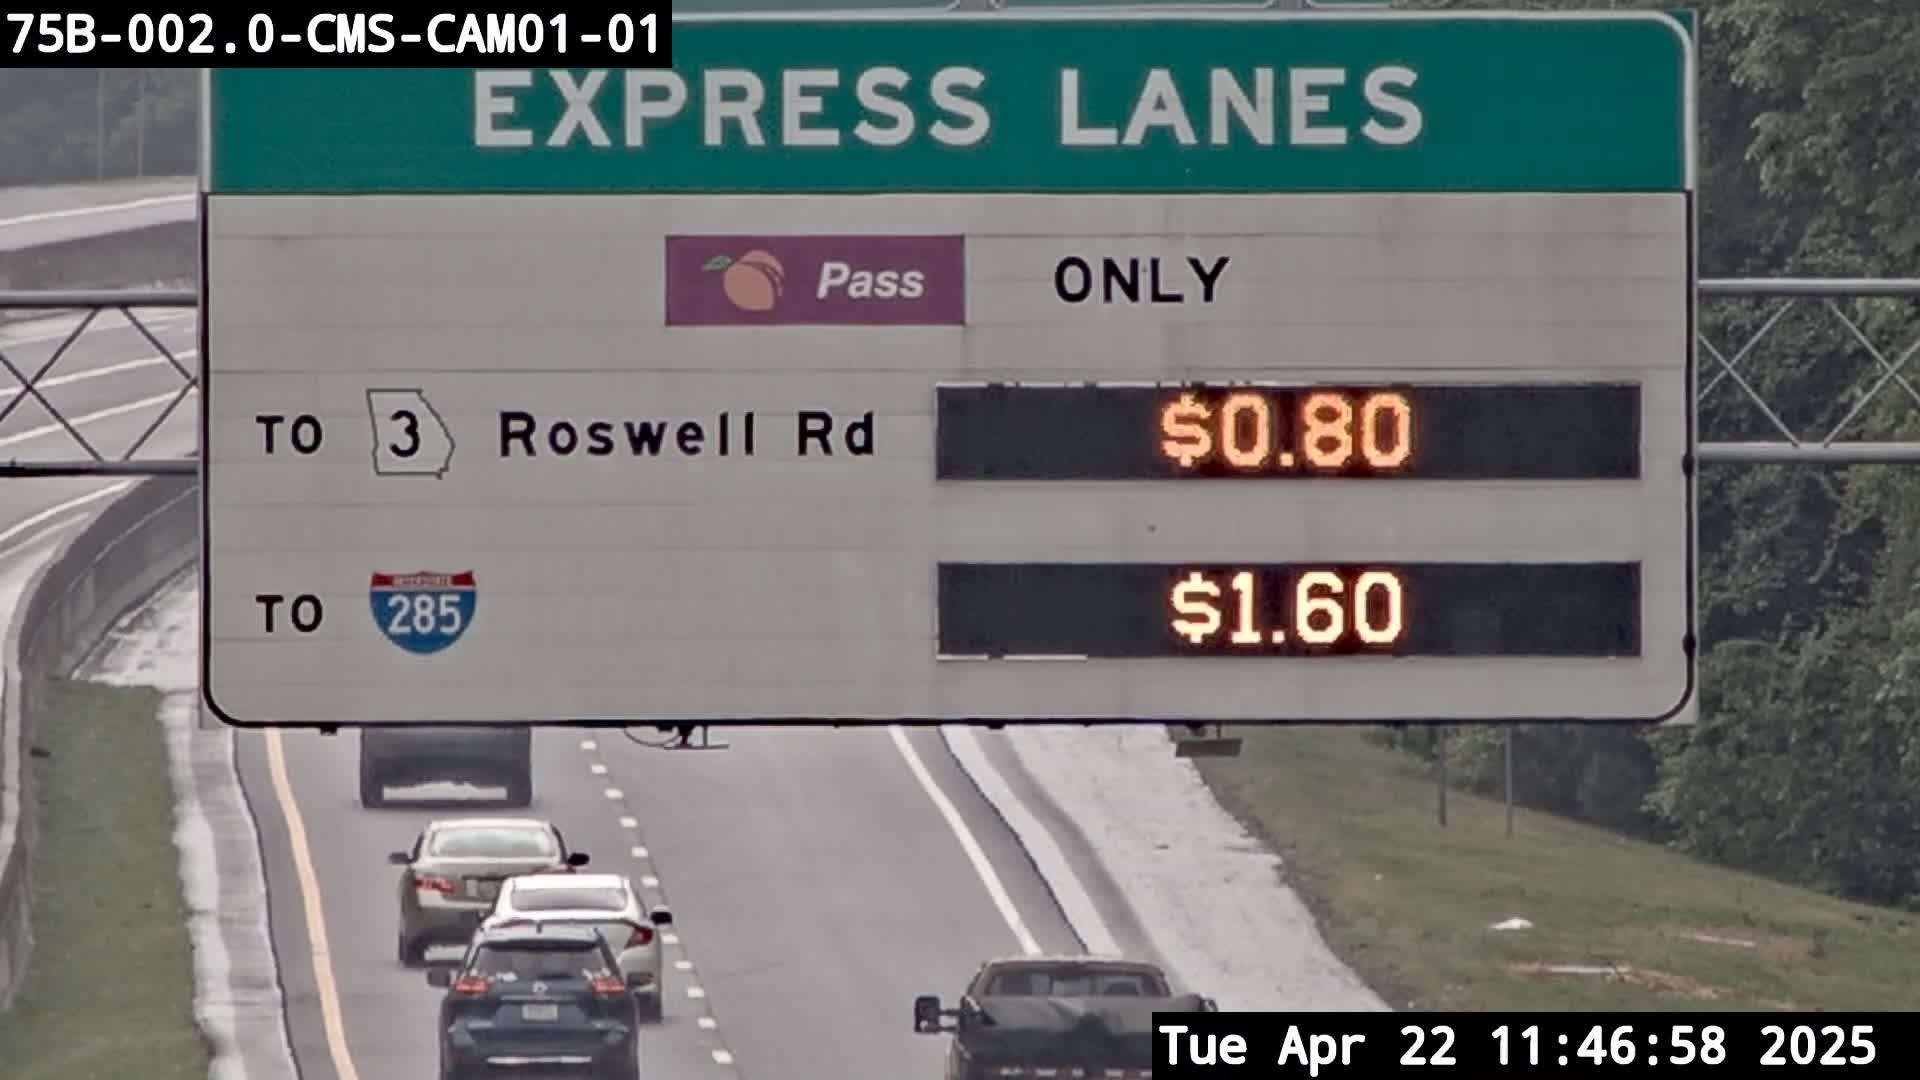 75B-002.0-CMS-CAM01-01
EXPRESS LANES
Pass ONLY
TO 3 Roswell Rd $0.80
TO INTERSTATE 285 $1.60
Tue Apr 22 11:46:58 2025